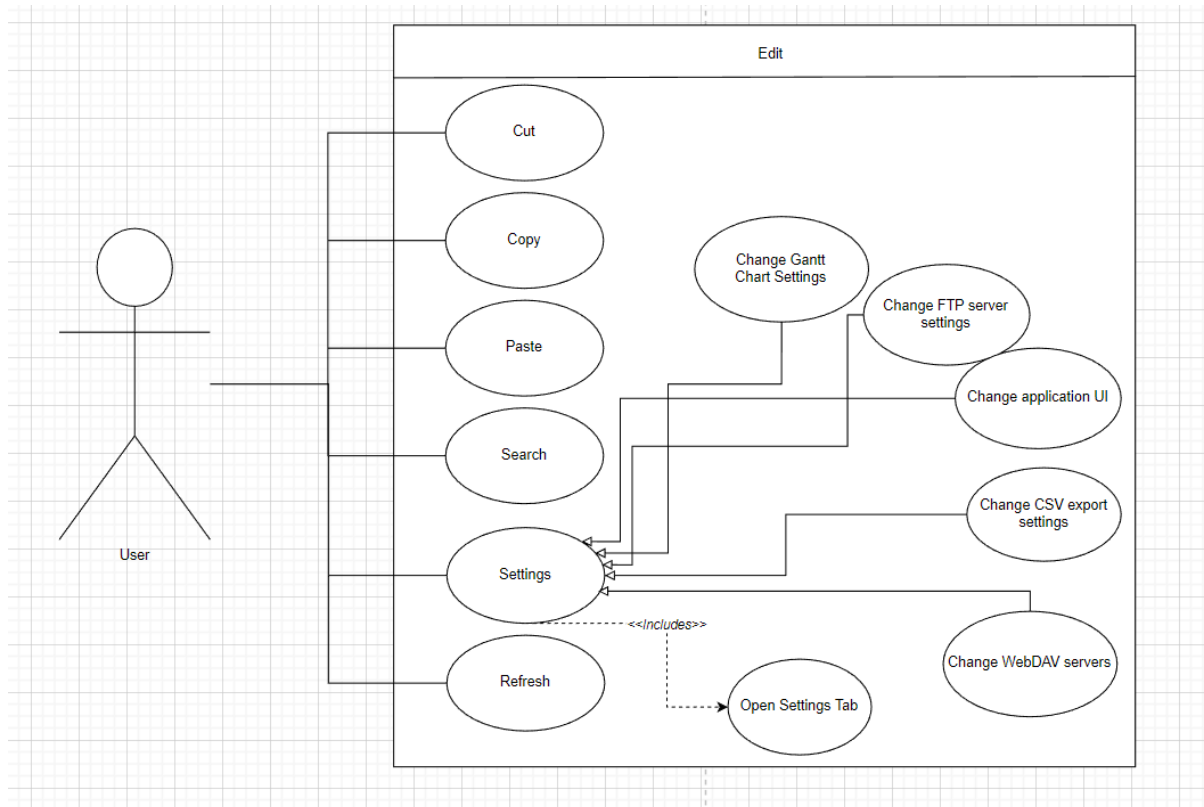 Edit
Cut
Copy
Paste
Search
Settings
Refresh
Change Gantt
Chart Settings
Change FTP server
settings
Change application UI
Change CSV export
settings
Change WebDAV servers
<<Includes>>
Open Settings Tab
User